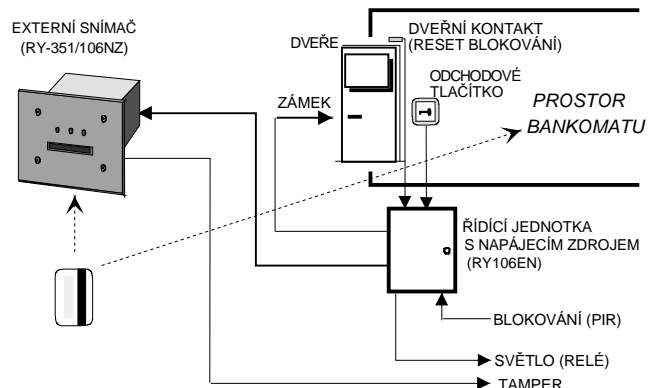 EXTERNÍ SNÍMAČ
(RY-351/106NZ)
DVEŘE
DVEŘNÍ KONTAKT
(RESET BLOKOVÁNÍ)
ODCHODOVÉ
TLAČÍTKO
ZÁMEK
PROSTOR
BANKOMATU
ŘÍDÍCÍ JEDNOTKA
S NAPÁJECÍM ZDROJEM
(RY106EN)
BLOKOVÁNÍ (PIR)
SVĚTLO (RELÉ)
TAMPER